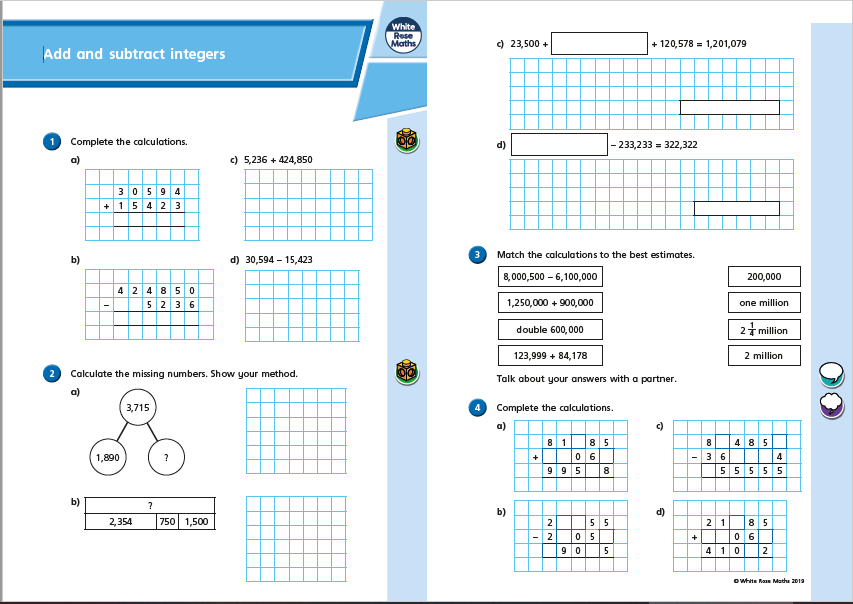 Add and subtract integers
White
Rose
Maths
1 Complete the calculations.
a)
3 0 5 9 4
+ 1 5 4 2 3
b)
4 2 4 8 5 0
− 5 2 3 6
c) 5,236 + 424,850
d) 30,594 − 15,423
2 Calculate the missing numbers. Show your method.
a)
3,715
1,890 ?
b)
?
2,354 750 1,500
c) 23,500 + + 120,578 = 1,201,079
d) − 233,233 = 322,322
3 Match the calculations to the best estimates.
8,000,500 − 6,100,000 200,000
1,250,000 + 900,000 one million
double 600,000 2 1/4 million
123,999 + 84,178 2 million
Talk about your answers with a partner.
4 Complete the calculations.
a)
8 1 8 5
+ 0 6
9 9 5 8
b)
2 5 5
− 2 0 5
9 0 5
c)
8 4 8 5
− 3 6 4
5 5 5 5 5
d)
2 1 8 5
+ 0 6
4 1 0 2
© White Rose Maths 2019